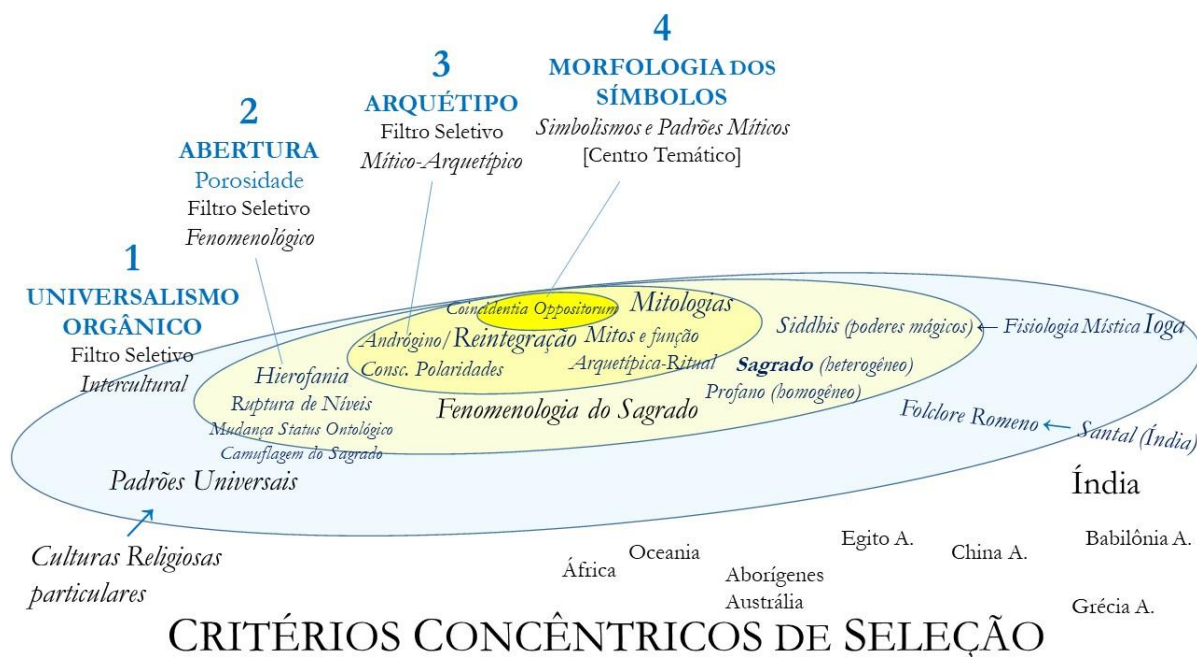 1
UNIVERSALISMO
ORGÂNICO
Filtro Seletivo
Intercultural
2
ABERTURA
Porosidade
Filtro Seletivo
Fenomenológico
3
ARQUÉTIPO
Filtro Seletivo
Mítico-Arquetípico
4
MORFOLOGIA DOS
SÍMBOLOS
Simbolismos e Padrões Míticos
[Centro Temático]
Coincidentia Oppositorum
Mitologias
Andrógino/Reintegração
Consc. Polaridades
Mitos e função
Arquetípica-Ritual
Siddhis (poderes mágicos) ← Fisiologia Mística Ioga
Sagrado (heterogêneo)
Profano (homogêneo)
Hierofania
Ruptura de Níveis
Mudança Status Ontológico
Camuflagem do Sagrado
Fenomenologia do Sagrado
Folclore Romeno ← Santal (Índia)
Padrões Universais
Índia
Culturas Religiosas
particulares
África
Oceania
Aborígenes
Austrália
Egito A.
China A.
Babilônia A.
Grécia A.
CRITÉRIOS CONCÊNTRICOS DE SELEÇÃO